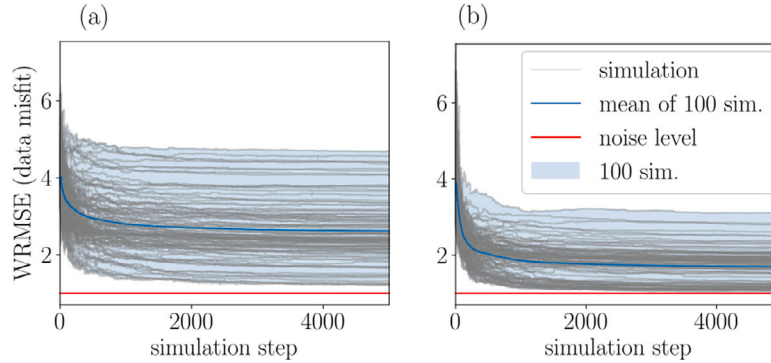 (a)
(b)
WRMSE (data misfit)
6
4
2
0
2000
4000
simulation step
6
4
2
0
2000
4000
simulation step
simulation
mean of 100 sim.
noise level
100 sim.